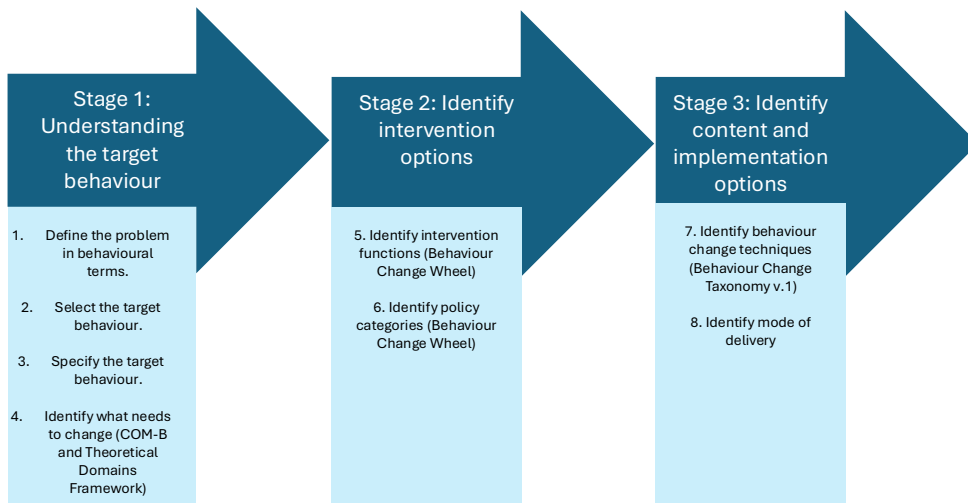 Stage 1:
Understanding
the target
behaviour
1. Define the problem
in behavioural
terms.
2. Select the target
behaviour.
3. Specify the target
behaviour.
4. Identify what needs
to change (COM-B
and Theoretical
Domains
Framework)
Stage 2: Identify
intervention
options
5. Identify intervention
functions (Behaviour
Change Wheel)
6. Identify policy
categories (Behaviour
Change Wheel)
Stage 3: Identify
content and
implementation
options
7. Identify behaviour
change techniques
(Behaviour Change
Taxonomy v.1)
8. Identify mode of
delivery